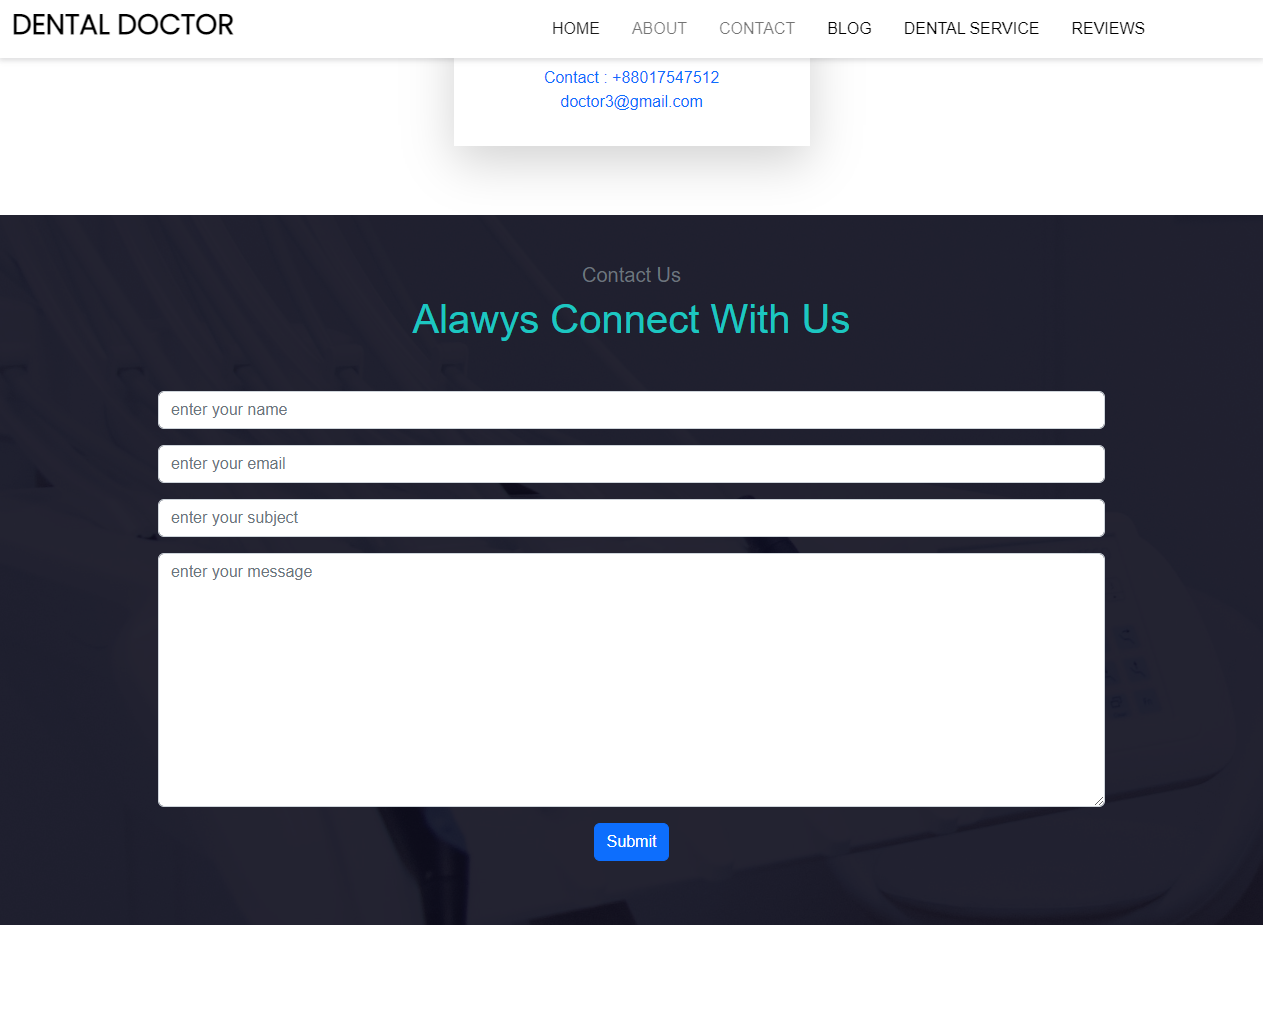 DENTAL DOCTOR
HOME ABOUT CONTACT BLOG DENTAL SERVICE REVIEWS
Contact : +88017547512
doctor3@gmail.com
Contact Us
Alawys Connect With Us
enter your name
enter your email
enter your subject
enter your message
Submit